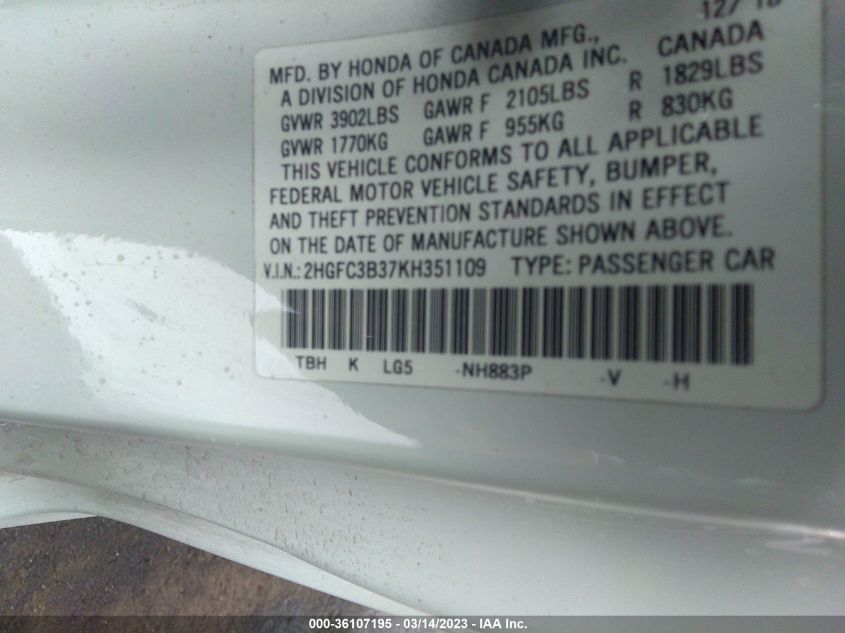 12/18
MFD. BY HONDA OF CANADA MFG., CANADA
A DIVISION OF HONDA CANADA INC.
GVWR 3902LBS GAWR F 2105LBS R 1829LBS
GVWR 1770KG GAWR F 955KG R 830KG
THIS VEHICLE CONFORMS TO ALL APPLICABLE
FEDERAL MOTOR VEHICLE SAFETY, BUMPER,
AND THEFT PREVENTION STANDARDS IN EFFECT
ON THE DATE OF MANUFACTURE SHOWN ABOVE.
V.I.N.: 2HGFC3B37KH351109 TYPE: PASSENGER CAR
TBH K LG5 -NH883P -V -H
000-36107195 - 03/14/2023 - IAA Inc.